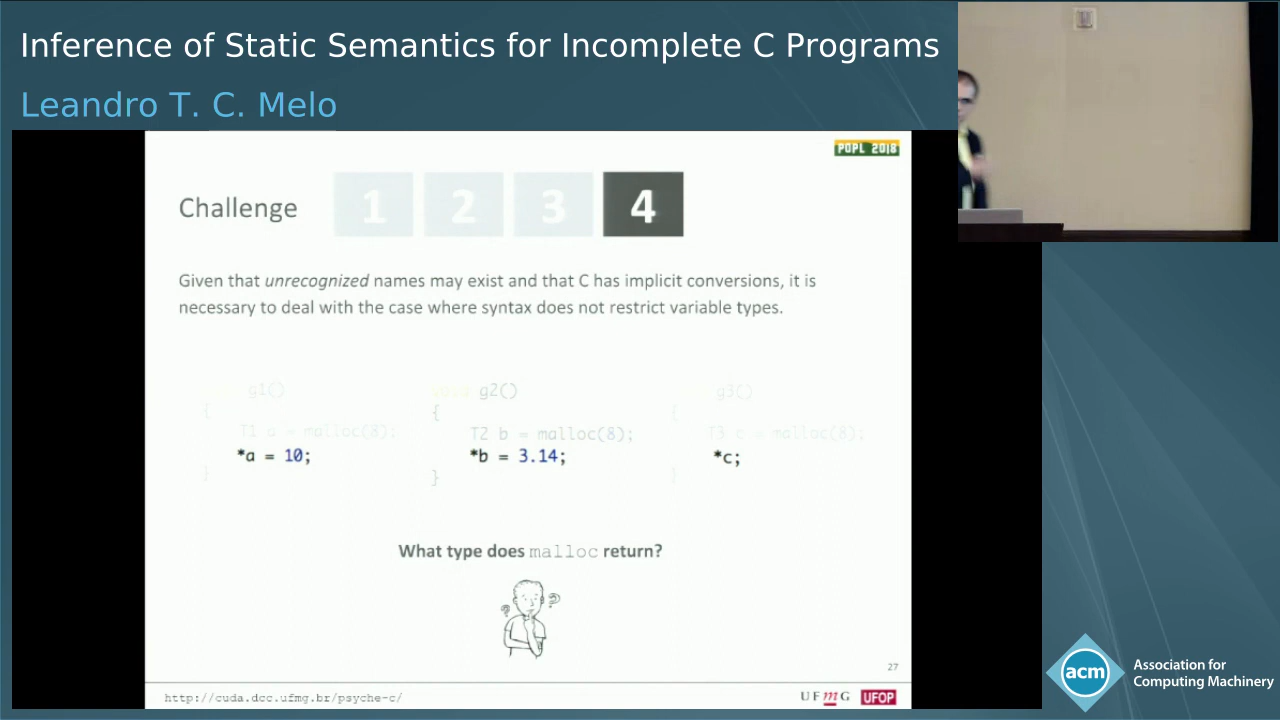 Inference of Static Semantics for Incomplete C Programs
Leandro T. C. Melo
POPL 2018
Challenge 1 2 3 4
Given that unrecognized names may exist and that C has implicit conversions, it is
necessary to deal with the case where syntax does not restrict variable types.
g1() void g2() g3()
{ { {
T1 a = malloc(8); T2 b = malloc(8); T3 c = malloc(8);
*a = 10; *b = 3.14; *c;
} } }
What type does malloc return?
? ?
27
http://cuda.dcc.ufmg.br/psyche-c/ UFmG UFOP
acm Association for
Computing Machinery